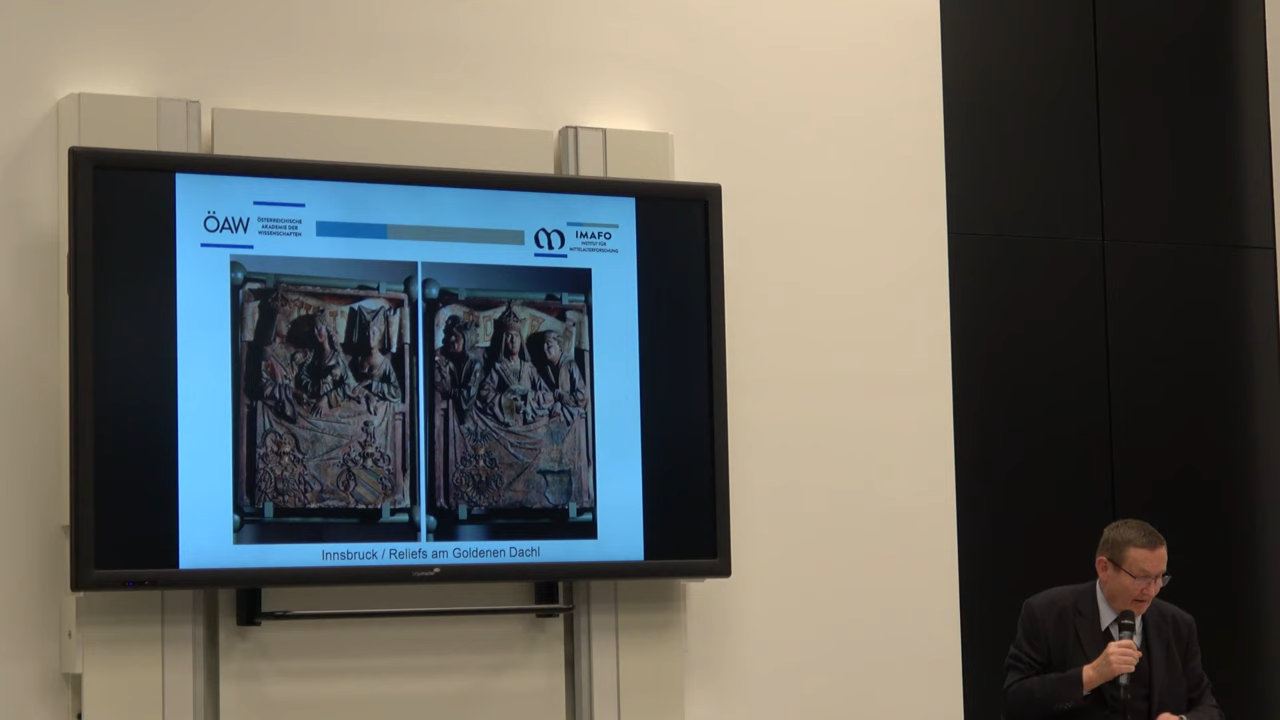 ÖAW
ÖSTERREICHISCHE
AKADEMIE DER
WISSENSCHAFTEN
IMAFO
INSTITUT FÜR
MITTELALTERFORSCHUNG
Innsbruck / Reliefs am Goldenen Dachl